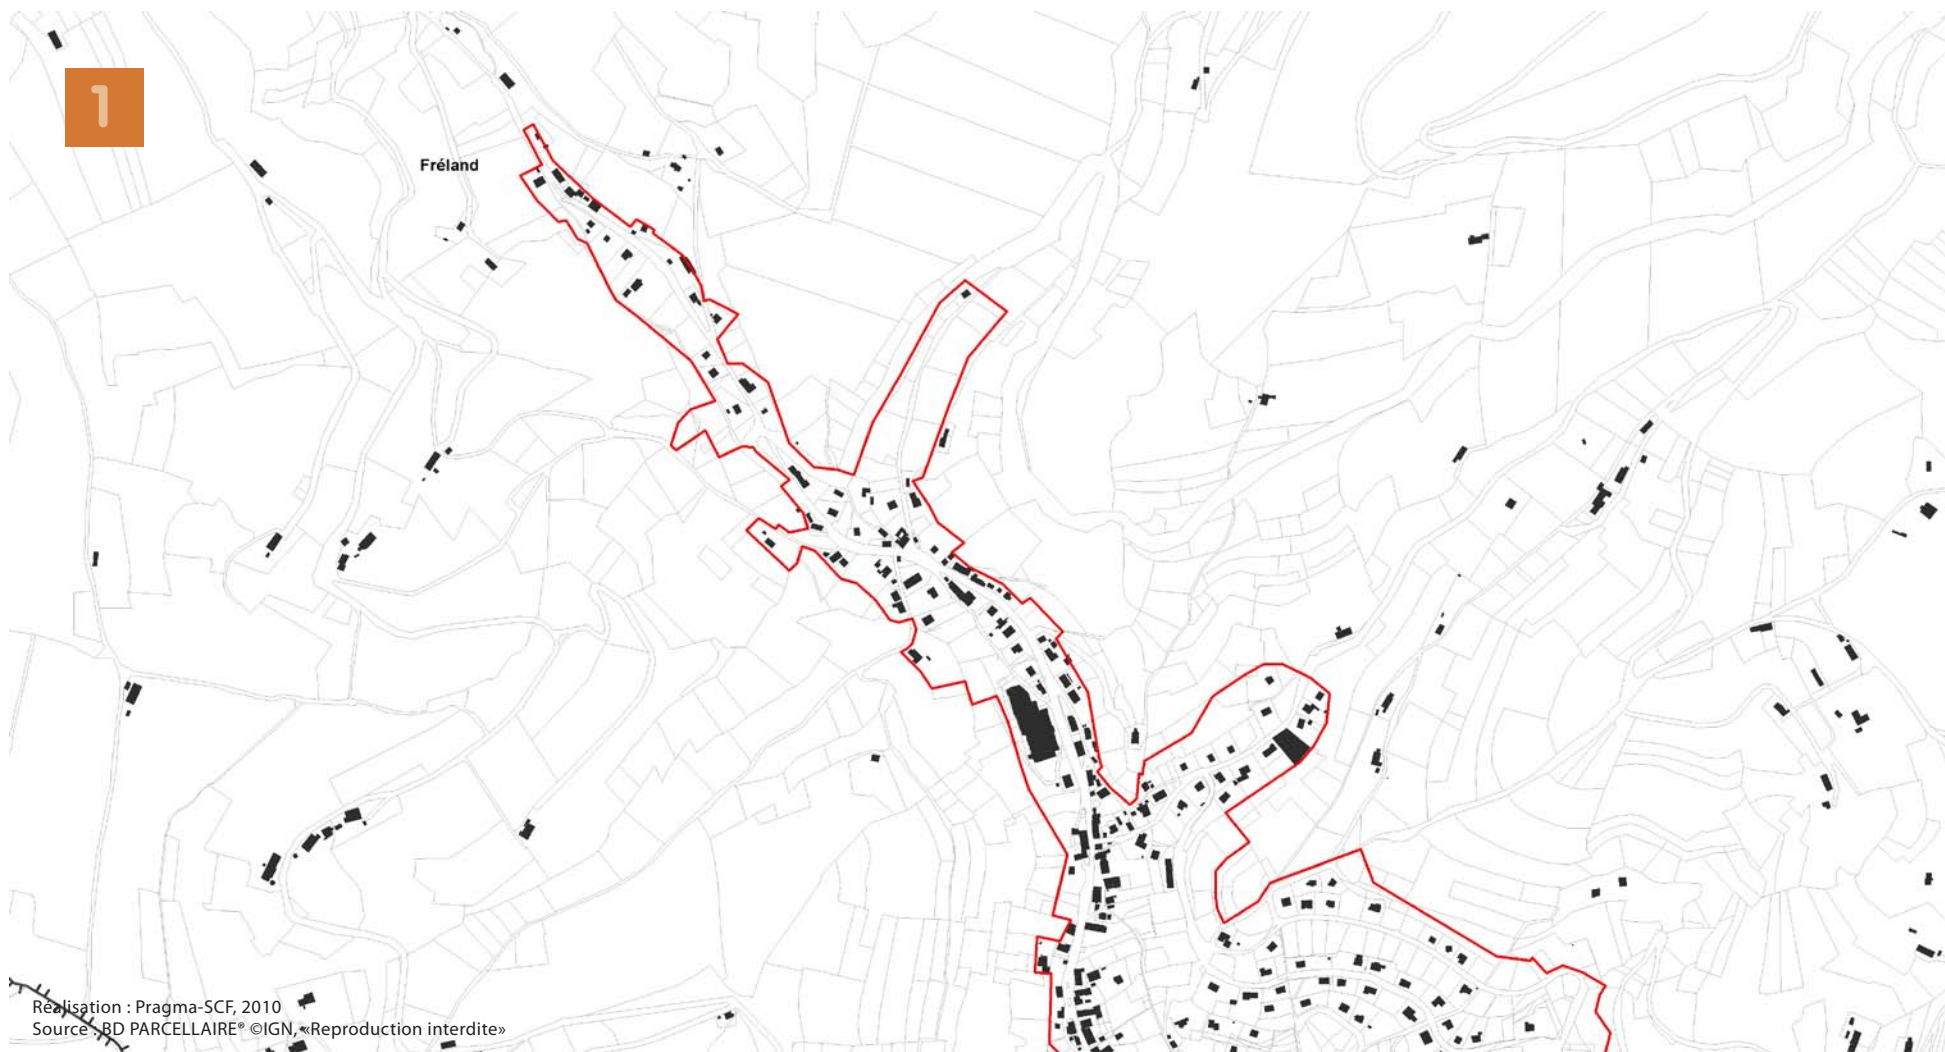 1
Fréland
Réalisation : Pragma-SCF, 2010
Source : BD PARCELLAIRE® ©IGN, «Reproduction interdite»